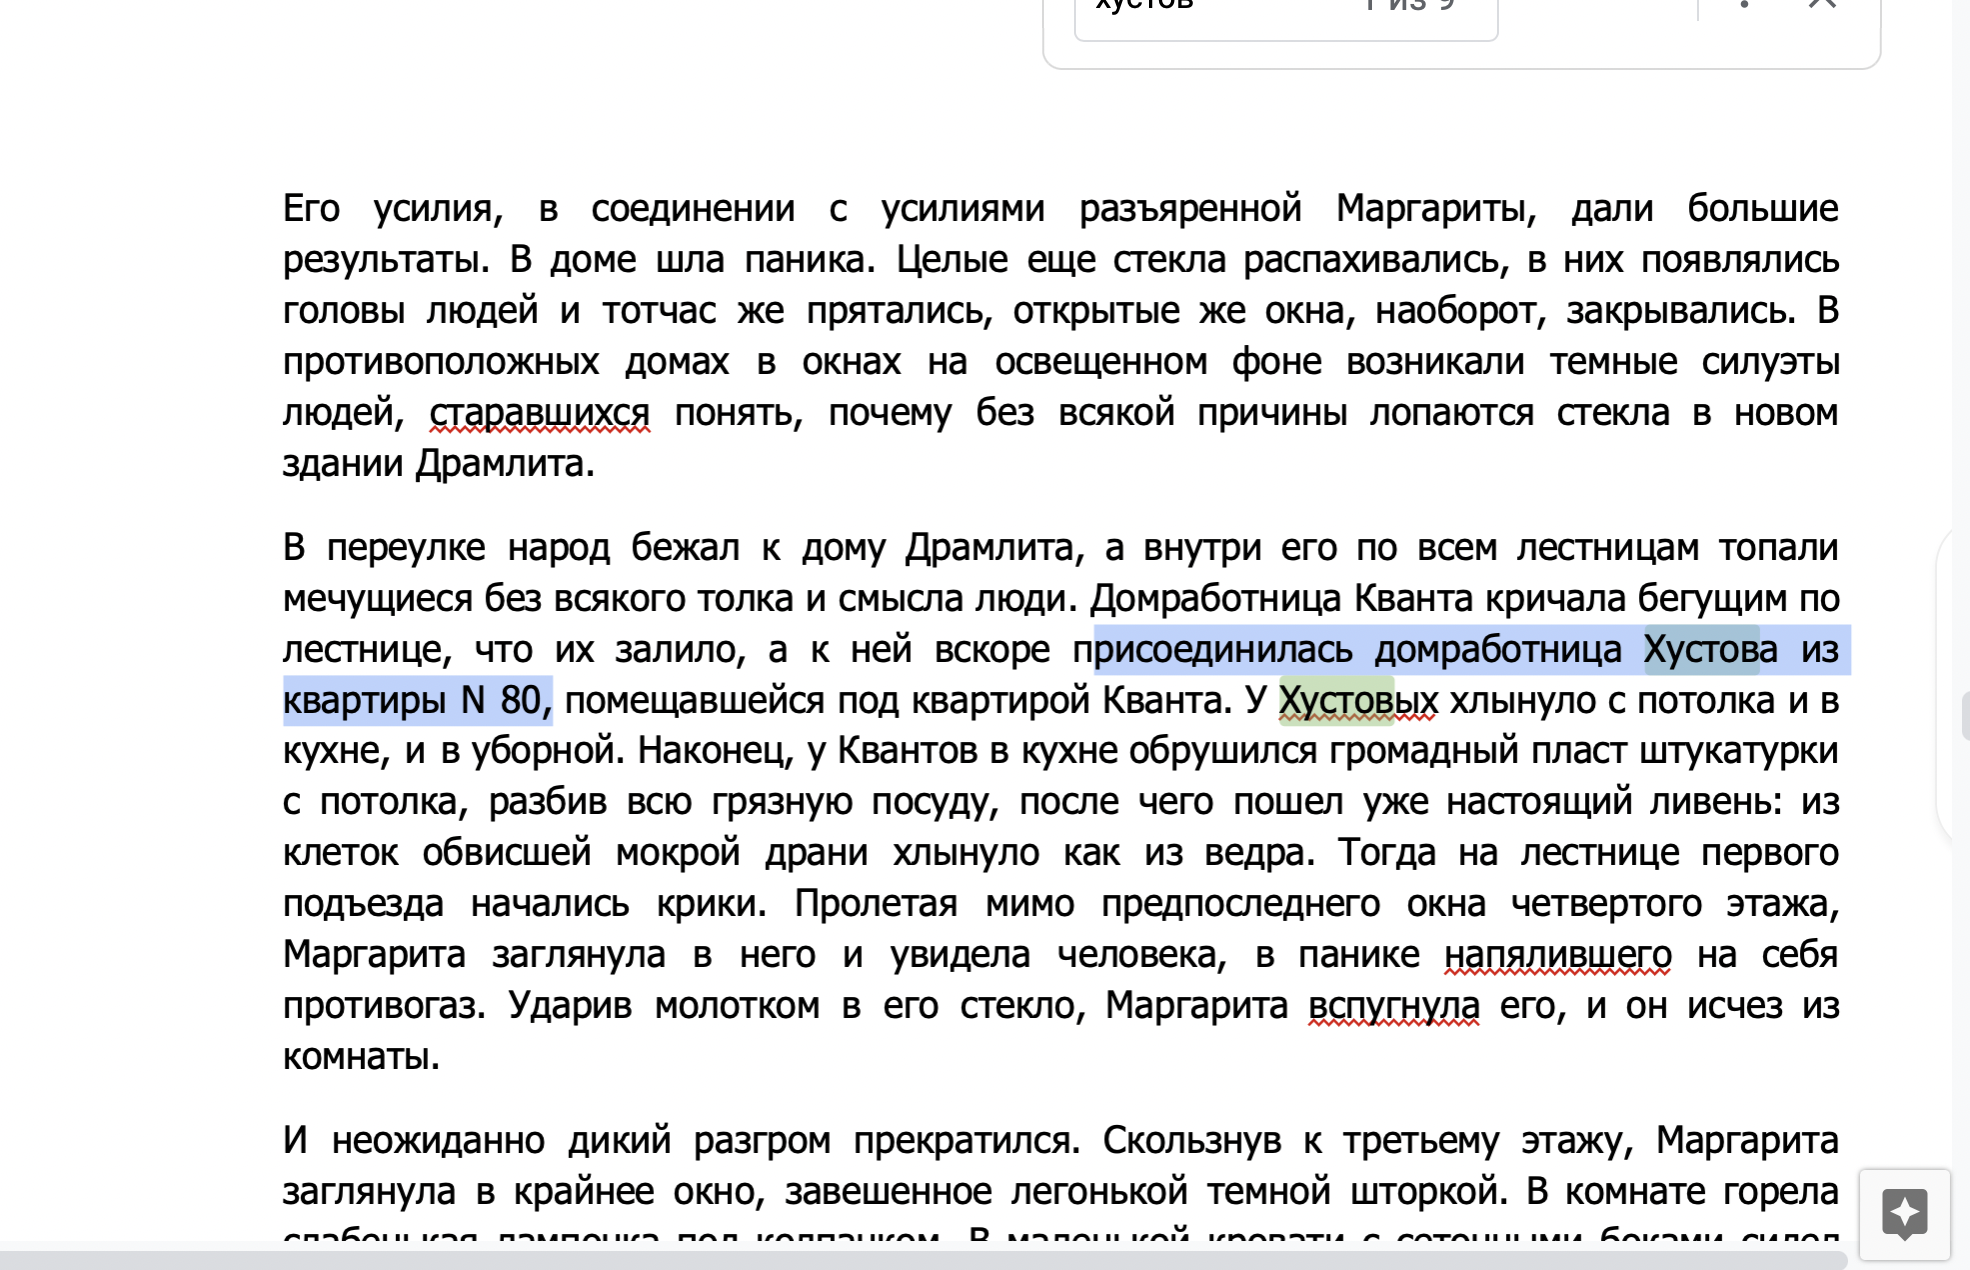 хустов 1 из 9
Его усилия, в соединении с усилиями разъяренной Маргариты, дали большие
результаты. В доме шла паника. Целые еще стекла распахивались, в них появлялись
головы людей и тотчас же прятались, открытые же окна, наоборот, закрывались. В
противоположных домах в окнах на освещенном фоне возникали темные силуэты
людей, старавшихся понять, почему без всякой причины лопаются стекла в новом
здании Драмлита.
В переулке народ бежал к дому Драмлита, а внутри его по всем лестницам топали
мечущиеся без всякого толка и смысла люди. Домработница Кванта кричала бегущим по
лестнице, что их залило, а к ней вскоре присоединилась домработница Хустова из
квартиры N 80, помещавшейся под квартирой Кванта. У Хустовых хлынуло с потолка и в
кухне, и в уборной. Наконец, у Квантов в кухне обрушился громадный пласт штукатурки
с потолка, разбив всю грязную посуду, после чего пошел уже настоящий ливень: из
клеток обвисшей мокрой драни хлынуло как из ведра. Тогда на лестнице первого
подъезда начались крики. Пролетая мимо предпоследнего окна четвертого этажа,
Маргарита заглянула в него и увидела человека, в панике напялившего на себя
противогаз. Ударив молотком в его стекло, Маргарита вспугнула его, и он исчез из
комнаты.
И неожиданно дикий разгром прекратился. Скользнув к третьему этажу, Маргарита
заглянула в крайнее окно, завешенное легонькой темной шторкой. В комнате горела
слабенькая лампочка под колпачком. В маленькой кровати с сеточными боками сидел